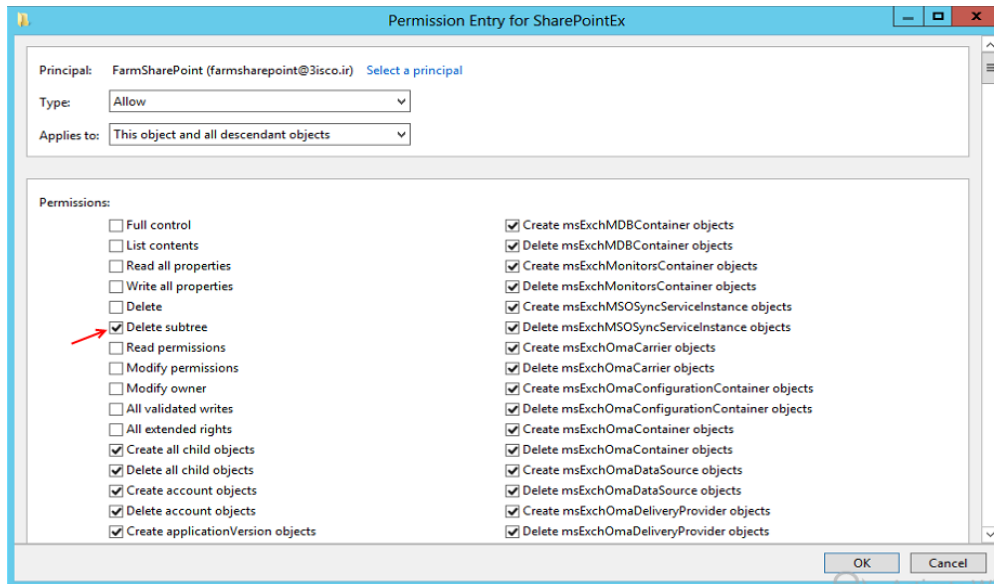 Permission Entry for SharePointEx
Principal: FarmSharePoint (farmsharepoint@3isco.ir) Select a principal
Type: Allow
Applies to: This object and all descendant objects
Permissions:
Full control
List contents
Read all properties
Write all properties
Delete
Delete subtree
Read permissions
Modify permissions
Modify owner
All validated writes
All extended rights
Create all child objects
Delete all child objects
Create account objects
Delete account objects
Create applicationVersion objects
Create msExchMDBContainer objects
Delete msExchMDBContainer objects
Create msExchMonitorsContainer objects
Delete msExchMonitorsContainer objects
Create msExchMSOSyncServiceInstance objects
Delete msExchMSOSyncServiceInstance objects
Create msExchOmaCarrier objects
Delete msExchOmaCarrier objects
Create msExchOmaConfigurationContainer objects
Delete msExchOmaConfigurationContainer objects
Create msExchOmaContainer objects
Delete msExchOmaContainer objects
Create msExchOmaDataSource objects
Delete msExchOmaDataSource objects
Create msExchOmaDeliveryProvider objects
Delete msExchOmaDeliveryProvider objects
OK Cancel